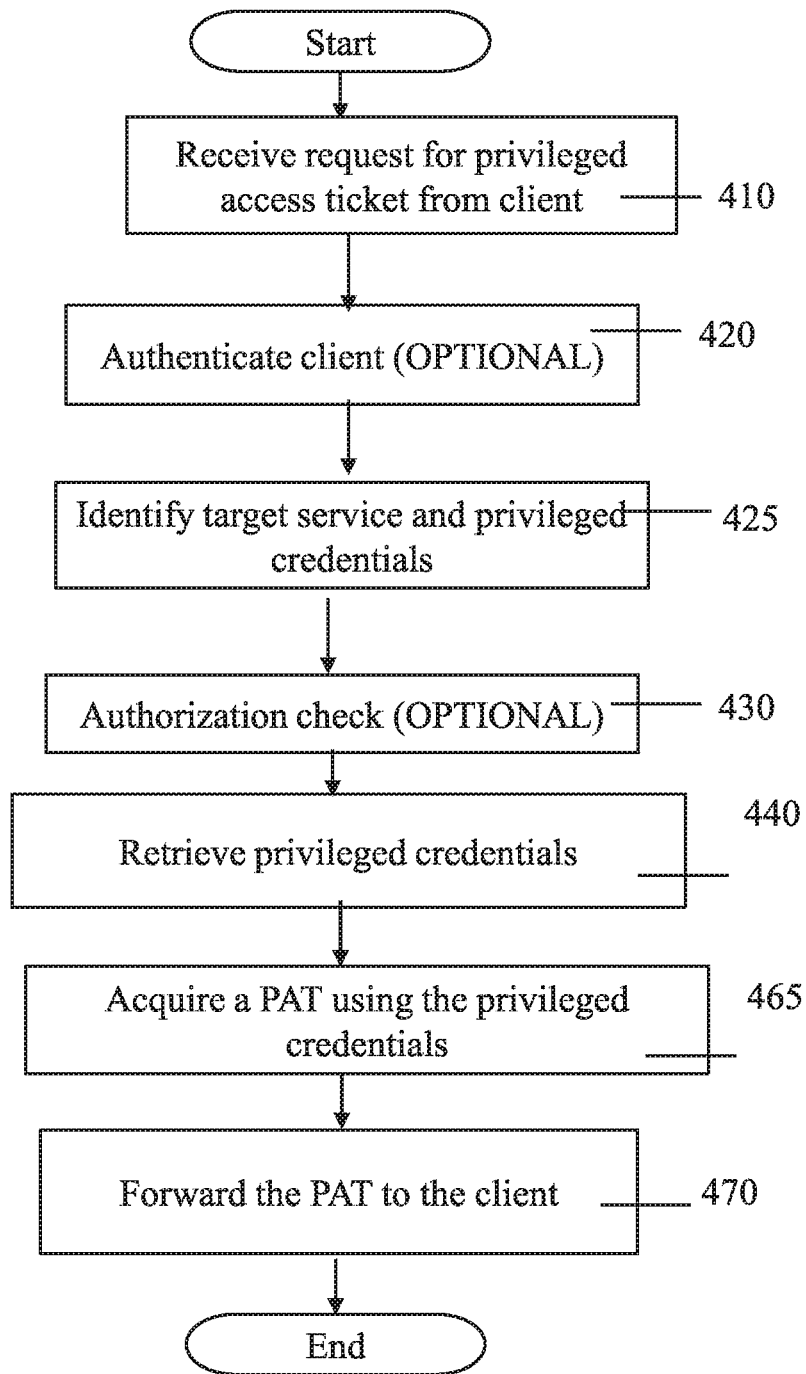 Start
Receive request for privileged
access ticket from client
410
Authenticate client (OPTIONAL)
420
Identify target service and privileged
credentials
425
Authorization check (OPTIONAL)
430
Retrieve privileged credentials
440
Acquire a PAT using the privileged
credentials
465
Forward the PAT to the client
470
End